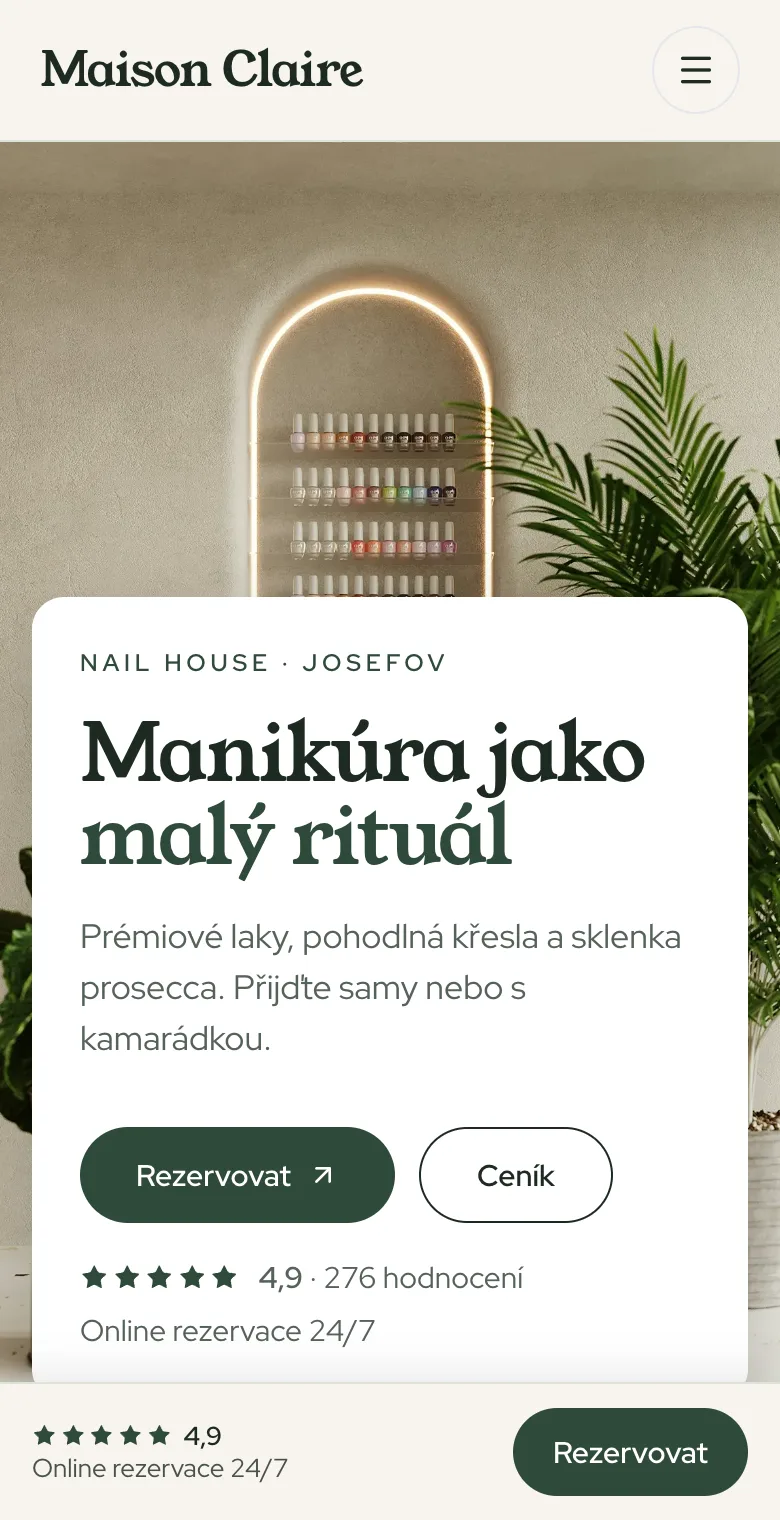 Maison Claire
NAIL HOUSE · JOSEFOV
Manikúra jako
malý rituál
Prémiové laky, pohodlná křesla a sklenka
prosecca. Přijďte samy nebo s
kamarádkou.
Rezervovat
Ceník
4,9 · 276 hodnocení
Online rezervace 24/7
4,9
Online rezervace 24/7
Rezervovat